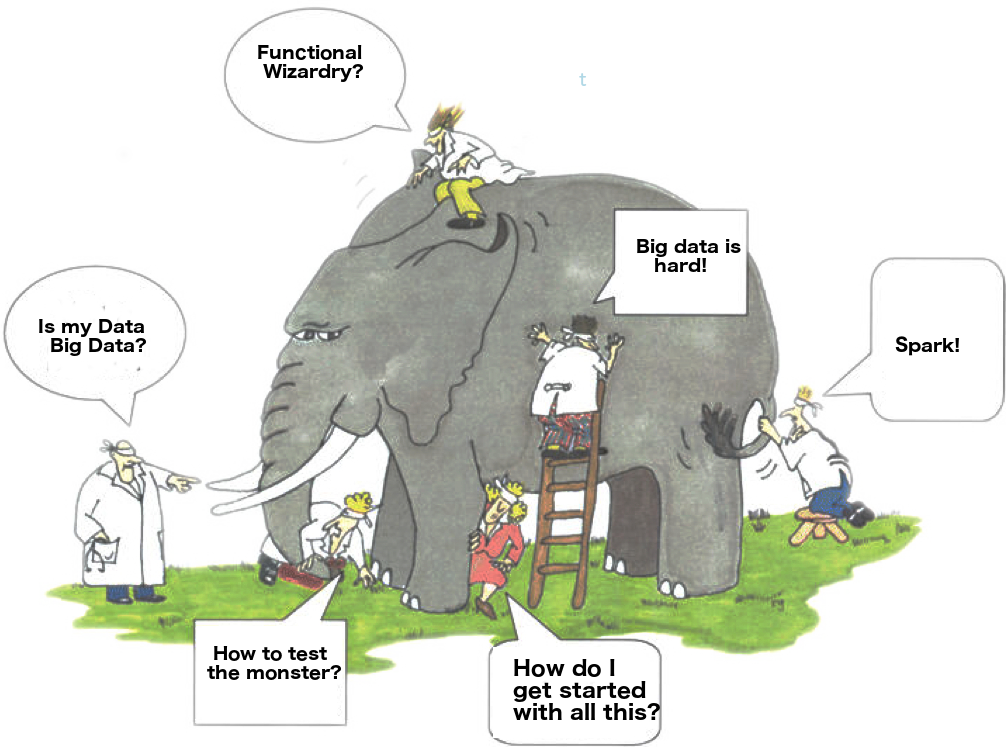 Functional
Wizardry?
t
Big data is
hard!
Is my Data
Big Data?
Spark!
How to test
the monster?
How do I
get started
with all this?